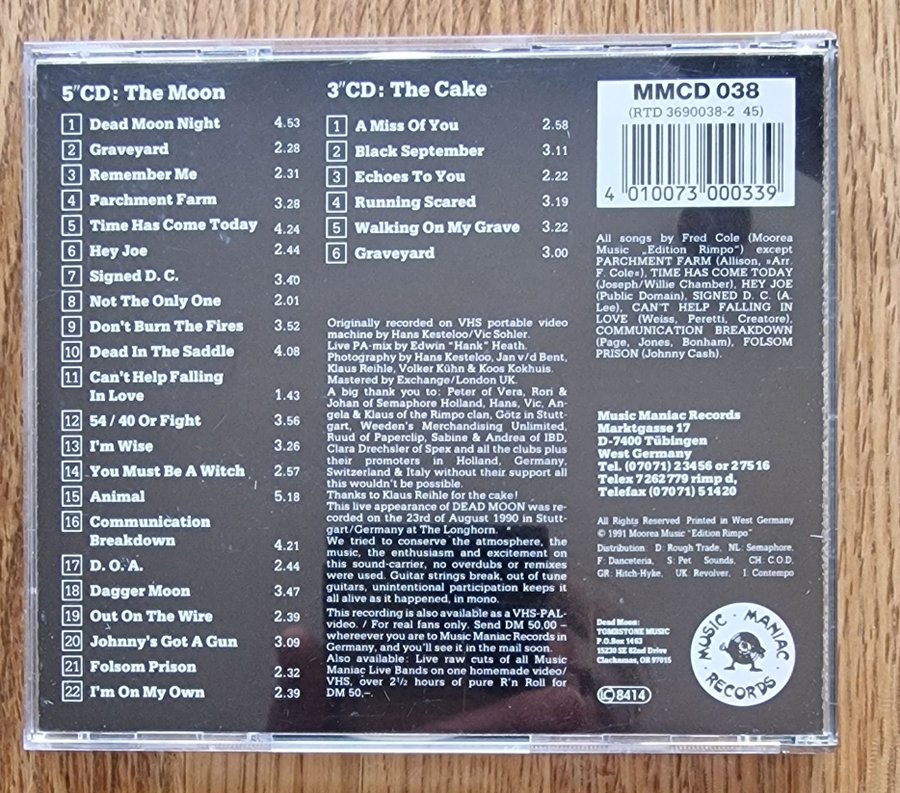 5"CD: The Moon
1 Dead Moon Night 4.53
2 Graveyard 2.28
3 Remember Me 2.31
4 Parchment Farm 3.28
5 Time Has Come Today 4.24
6 Hey Joe 2.44
7 Signed D. C. 3.40
8 Not The Only One 2.01
9 Don't Burn The Fires 3.52
10 Dead In The Saddle 4.08
11 Can't Help Falling
In Love 1.43
12 54 / 40 Or Fight 3.56
13 I'm Wise 3.26
14 You Must Be A Witch 2.57
15 Animal 5.18
16 Communication
Breakdown 4.21
17 D. O. A. 2.44
18 Dagger Moon 3.47
19 Out On The Wire 2.39
20 Johnny's Got A Gun 3.09
21 Folsom Prison 2.32
22 I'm On My Own 2.39
3"CD: The Cake
1 A Miss Of You 2.58
2 Black September 3.11
3 Echoes To You 2.22
4 Running Scared 3.19
5 Walking On My Grave 3.22
6 Graveyard 3.00
Originally recorded on VHS portable video
machine by Hans Kesteloo/Vic Sohler.
Live PA-mix by Edwin "Hank" Heath.
Photography by Hans Kesteloo, Jan v/d Bent,
Klaus Reihle, Volker Kühn & Koos Kokhuis.
Mastered by Exchange/London UK.
A big thank you to: Peter of Vera, Rori &
Johan of Semaphore Holland, Hans, Vic, An-
gela & Klaus of the Rimpo clan, Götz in Stutt-
gart, Weeden's Merchandising Unlimited,
Ruud of Paperclip, Sabine & Andrea of IBD,
Clara Drechsler of Spex and all the clubs plus
their promoters in Holland, Germany,
Switzerland & Italy without their support all
this wouldn't be possible.
Thanks to Klaus Reihle for the cake!
This live appearance of DEAD MOON was re-
corded on the 23rd of August 1990 in Stutt-
gart/Germany at The Longhorn.
We tried to conserve the atmosphere, the
music, the enthusiasm and excitement on
this sound-carrier, no overdubs or remixes
were used. Guitar strings break, out of tune
guitars, unintentional participation keeps it
all alive as it happened, in mono.
This recording is also available as a VHS-PAL-
video. / For real fans only. Send DM 50,00 –
whereever you are to Music Maniac Records in
Germany, and you'll see it in the mail soon.
Also available: Live raw cuts of all Music
Maniac Live Bands on one homemade video/
VHS, over 2½ hours of pure R'n Roll for
DM 50,–.
MMCD 038
(RTD 3690038-2 45)
4 010073 000339
All songs by Fred Cole (Moorea
Music „Edition Rimpo") except
PARCHMENT FARM (Allison, »Arr.
F. Cole«), TIME HAS COME TODAY
(Joseph/Willie Chamber), HEY JOE
(Public Domain), SIGNED D. C. (A.
Lee), CAN'T HELP FALLING IN
LOVE (Weiss, Peretti, Creatore),
COMMUNICATION BREAKDOWN
(Page, Jones, Bonham), FOLSOM
PRISON (Johnny Cash).
Music Maniac Records
Marktgasse 17
D-7400 Tübingen
West Germany
Tel. (07071) 23456 or 27516
Telex 7262779 rimp d,
Telefax (07071) 51420
All Rights Reserved Printed in West Germany
© 1991 Moorea Music "Edition Rimpo"
Distribution: D: Rough Trade, NL: Semaphore,
F: Danceteria, S: Pet Sounds, CH: C.O.D,
GR: Hitch-Hyke, UK: Revolver, I: Contempo
Dead Moon:
TOMBSTONE MUSIC
P.O.Box 1463
15230 SE 82nd Drive
Clackamas, OR 97015
LC 8414
MUSIC MANIAC
RECORDS